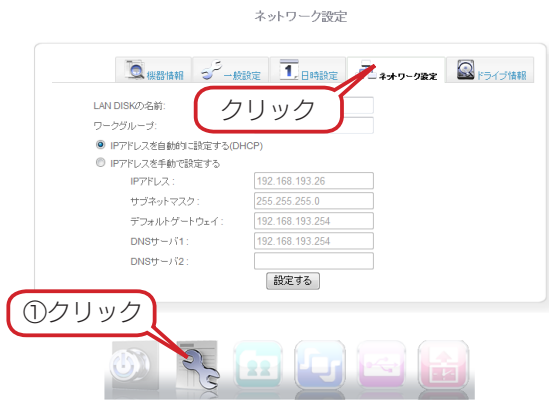 ネットワーク設定
機器情報 一般設定 日時設定 ネットワーク設定 ドライブ情報
クリック
LAN DISKの名前:
ワークグループ:
IPアドレスを自動的に設定する(DHCP)
IPアドレスを手動で設定する
IPアドレス: 192.168.193.26
サブネットマスク: 255.255.255.0
デフォルトゲートウェイ: 192.168.193.254
DNSサーバ1: 192.168.193.254
DNSサーバ2:
設定する
①クリック